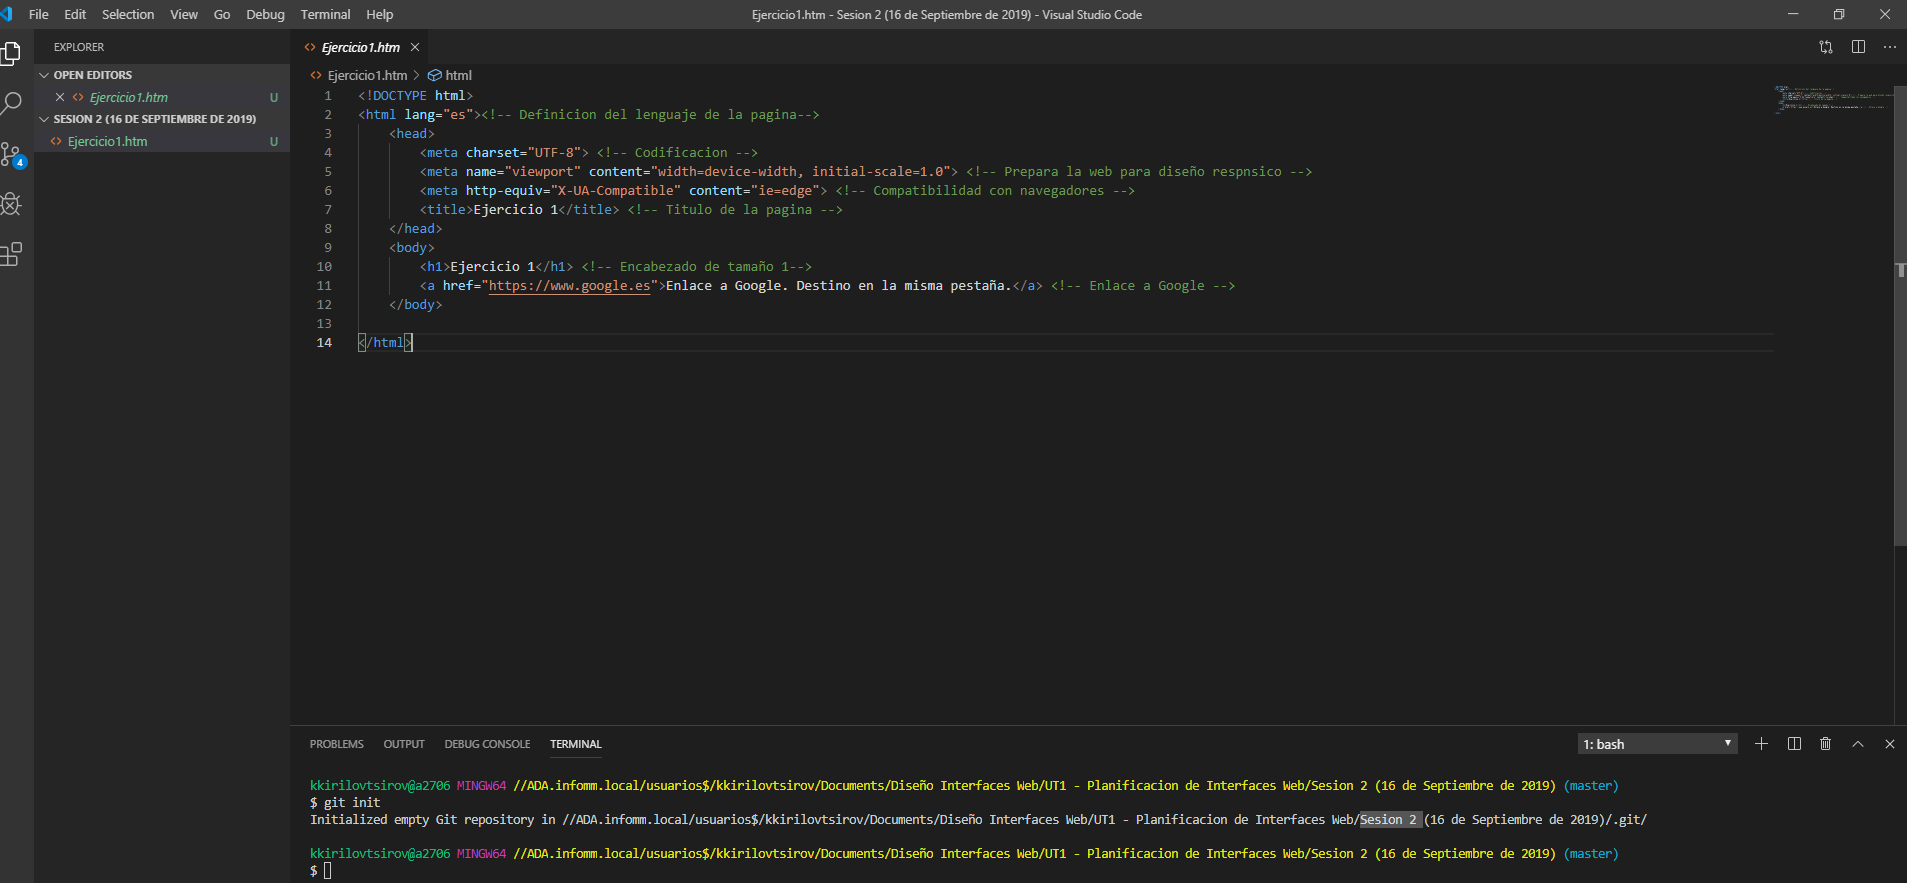 File Edit Selection View Go Debug Terminal Help
Ejercicio1.htm - Sesion 2 (16 de Septiembre de 2019) - Visual Studio Code
EXPLORER
OPEN EDITORS
Ejercicio1.htm U
SESION 2 (16 DE SEPTIEMBRE DE 2019)
Ejercicio1.htm U
4
Ejercicio1.htm
Ejercicio1.htm > html
1 <!DOCTYPE html>
2 <html lang="es"><!-- Definicion del lenguaje de la pagina-->
3 <head>
4 <meta charset="UTF-8"> <!-- Codificacion -->
5 <meta name="viewport" content="width=device-width, initial-scale=1.0"> <!-- Prepara la web para diseño respnsico -->
6 <meta http-equiv="X-UA-Compatible" content="ie=edge"> <!-- Compatibilidad con navegadores -->
7 <title>Ejercicio 1</title> <!-- Titulo de la pagina -->
8 </head>
9 <body>
10 <h1>Ejercicio 1</h1> <!-- Encabezado de tamaño 1-->
11 <a href="https://www.google.es">Enlace a Google. Destino en la misma pestaña.</a> <!-- Enlace a Google -->
12 </body>
13
14 </html>
PROBLEMS OUTPUT DEBUG CONSOLE TERMINAL
1: bash
kkirilovtsirov@a2706 MINGW64 //ADA.infomm.local/usuarios$/kkirilovtsirov/Documents/Diseño Interfaces Web/UT1 - Planificacion de Interfaces Web/Sesion 2 (16 de Septiembre de 2019) (master)
$ git init
Initialized empty Git repository in //ADA.infomm.local/usuarios$/kkirilovtsirov/Documents/Diseño Interfaces Web/UT1 - Planificacion de Interfaces Web/Sesion 2 (16 de Septiembre de 2019)/.git/
kkirilovtsirov@a2706 MINGW64 //ADA.infomm.local/usuarios$/kkirilovtsirov/Documents/Diseño Interfaces Web/UT1 - Planificacion de Interfaces Web/Sesion 2 (16 de Septiembre de 2019) (master)
$